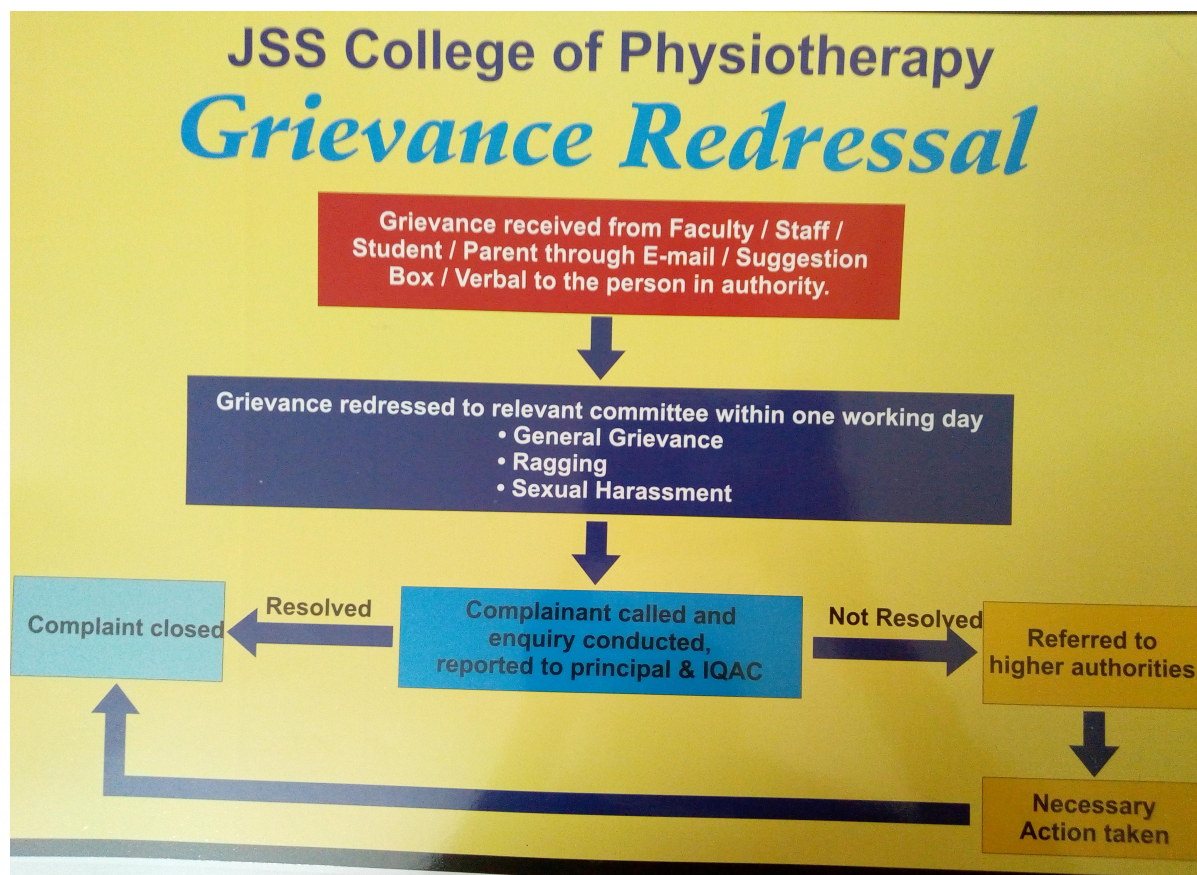 JSS College of Physiotherapy
Grievance Redressal
Grievance received from Faculty / Staff /
Student / Parent through E-mail / Suggestion
Box / Verbal to the person in authority.
Grievance redressed to relevant committee within one working day
• General Grievance
• Ragging
• Sexual Harassment
Complainant called and
enquiry conducted,
reported to principal & IQAC
Resolved
Complaint closed
Not Resolved
Referred to
higher authorities
Necessary
Action taken